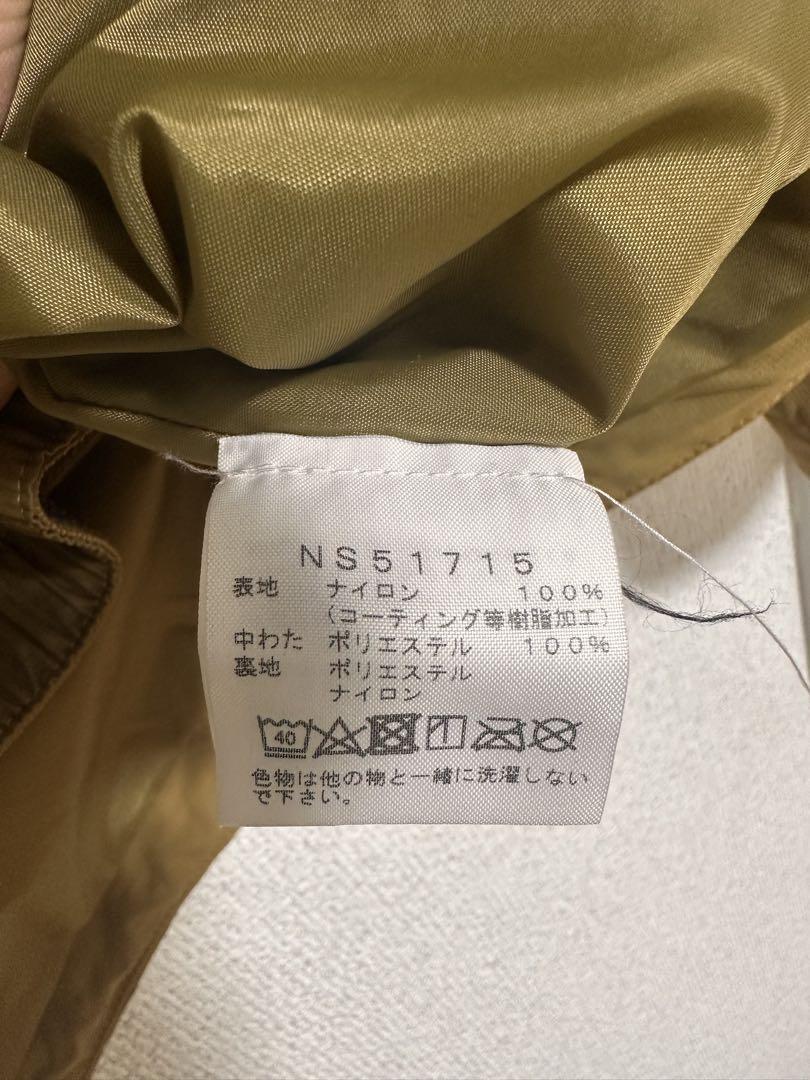 NS51715
表地 ナイロン 100%
(コーティング等樹脂加工)
中わた ポリエステル 100%
裏地 ポリエステル
ナイロン
40
色物は他の物と一緒に洗濯しない
で下さい。